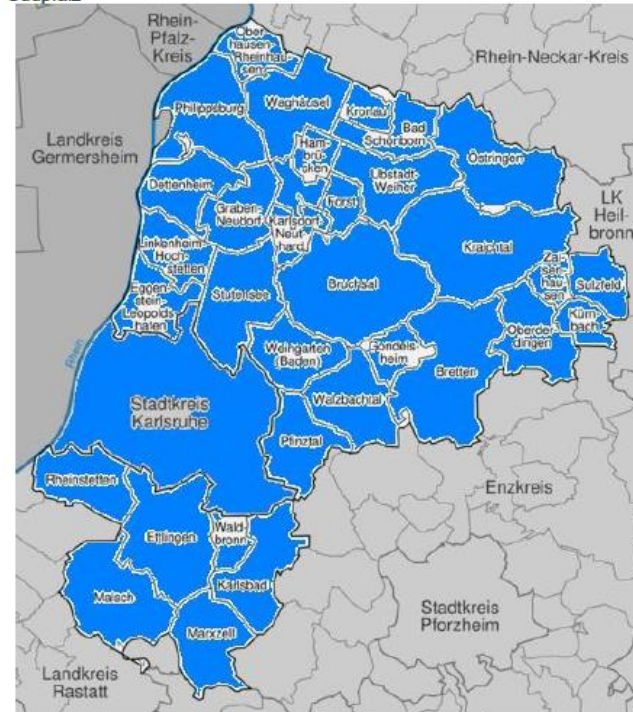 Südpfalz
Rhein-
Pfalz-
Kreis
Ober
hausen-
Rheinhau-
sen
Rhein-Neckar-Kreis
Philippsburg
Waghäusel
Kronau
Bad
Schönborn
Landkreis
Germersheim
Ham-
brü-
cken
Östringen
Dettenheim
Ubstadt-
Weiher
LK
Heil-
bronn
Graben-
Neudorf
Forst
Karlsdorf-
Neut-
hard
Kraichtal
Linkenheim-
Hoch-
stetten
Zai-
sen-
hau-
sen
Sulzfeld
Bruchsal
Eggen-
stein-
Leopolds-
hafen
Stutensee
Kürn-
bach
Oberder-
dingen
Rhein
Weingarten
(Baden)
Gondels-
heim
Bretten
Walzbachtal
Stadtkreis
Karlsruhe
Pfinztal
Rheinstetten
Enzkreis
Ettlingen
Wald-
bronn
Karlsbad
Malsch
Stadtkreis
Pforzheim
Marxzell
Landkreis
Rastatt